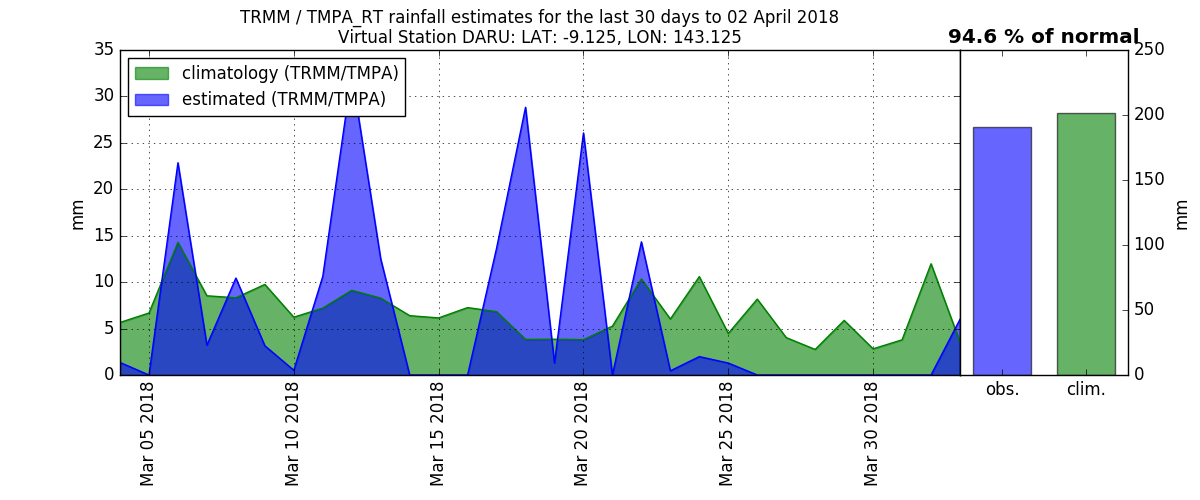 TRMM / TMPA_RT rainfall estimates for the last 30 days to 02 April 2018
Virtual Station DARU: LAT: -9.125, LON: 143.125
94.6 % of normal
climatology (TRMM/TMPA)
estimated (TRMM/TMPA)
35
30
25
20
15
10
5
0
mm
Mar 05 2018
Mar 10 2018
Mar 15 2018
Mar 20 2018
Mar 25 2018
Mar 30 2018
obs.
clim.
250
200
150
100
50
0
mm